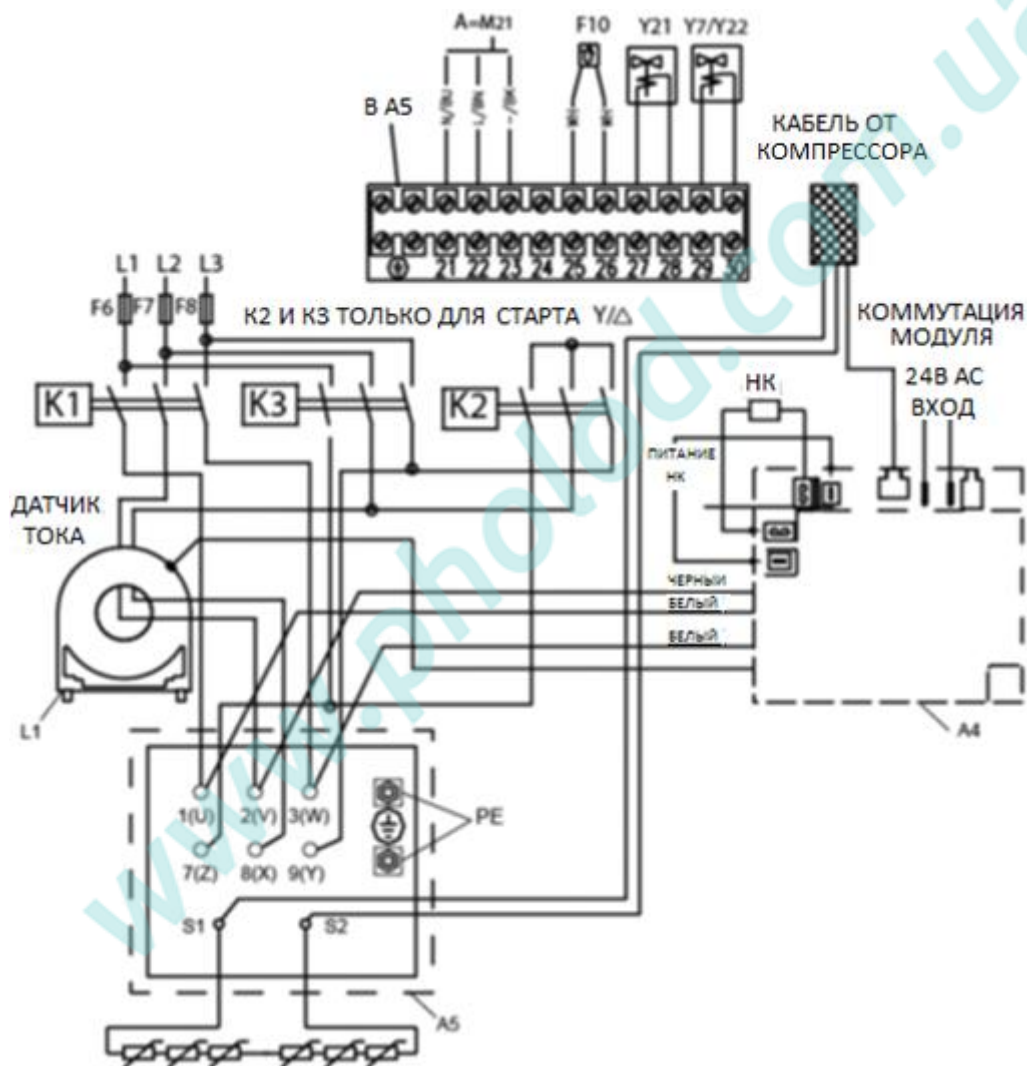 A=M21
F10
Y21
Y7/Y22
N/BU
L/BN
~/BK
В А5
КАБЕЛЬ ОТ
КОМПРЕССОРА
21 22 23 24 25 26 27 28 29 30
L1 L2 L3
F6 F7 F8
К2 И К3 ТОЛЬКО ДЛЯ СТАРТА Y/△
КОММУТАЦИЯ
МОДУЛЯ
K1
K3
K2
НК
24В АС
ВХОД
ПИТАНИЕ
НК
ДАТЧИК
ТОКА
ЧЕРНЫЙ
БЕЛЫЙ
БЕЛЫЙ
L1
A4
1(U) 2(V) 3(W)
PE
7(Z) 8(X) 9(Y)
S1
S2
A5
www.pholod.com.ua